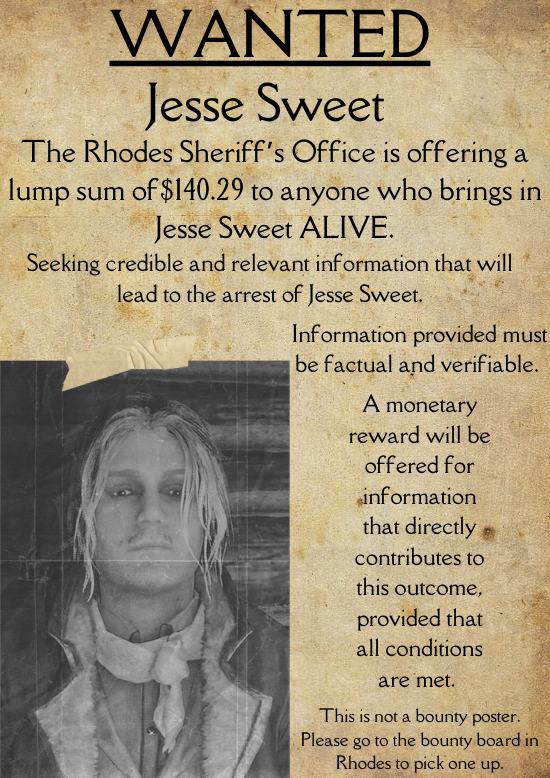 WANTED
Jesse Sweet
The Rhodes Sheriff's Office is offering a
lump sum of $140.29 to anyone who brings in
Jesse Sweet ALIVE.
Seeking credible and relevant information that will
lead to the arrest of Jesse Sweet.
Information provided must
be factual and verifiable.
A monetary
reward will be
offered for
information
that directly
contributes to
this outcome,
provided that
all conditions
are met.
This is not a bounty poster.
Please go to the bounty board in
Rhodes to pick one up.